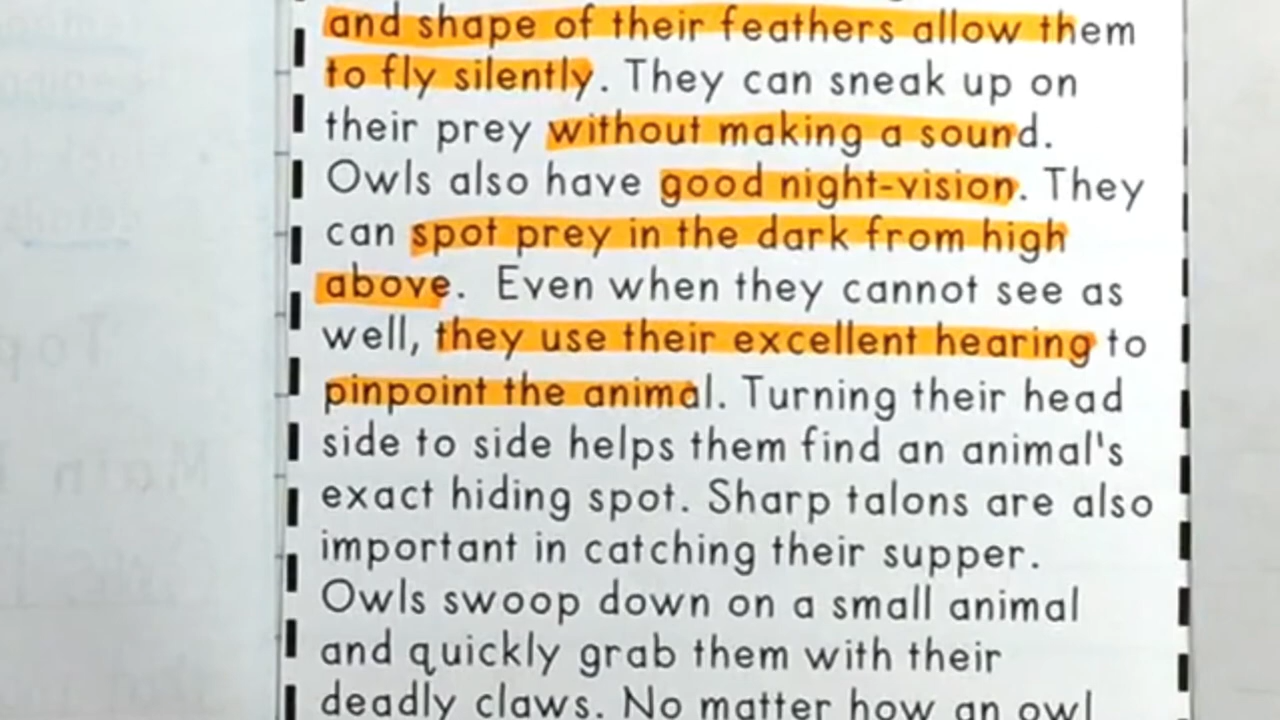 and shape of their feathers allow them
to fly silently. They can sneak up on
their prey without making a sound.
Owls also have good night-vision. They
can spot prey in the dark from high
above. Even when they cannot see as
well, they use their excellent hearing to
pinpoint the animal. Turning their head
side to side helps them find an animal's
exact hiding spot. Sharp talons are also
important in catching their supper.
Owls swoop down on a small animal
and quickly grab them with their
deadly claws. No matter how an owl